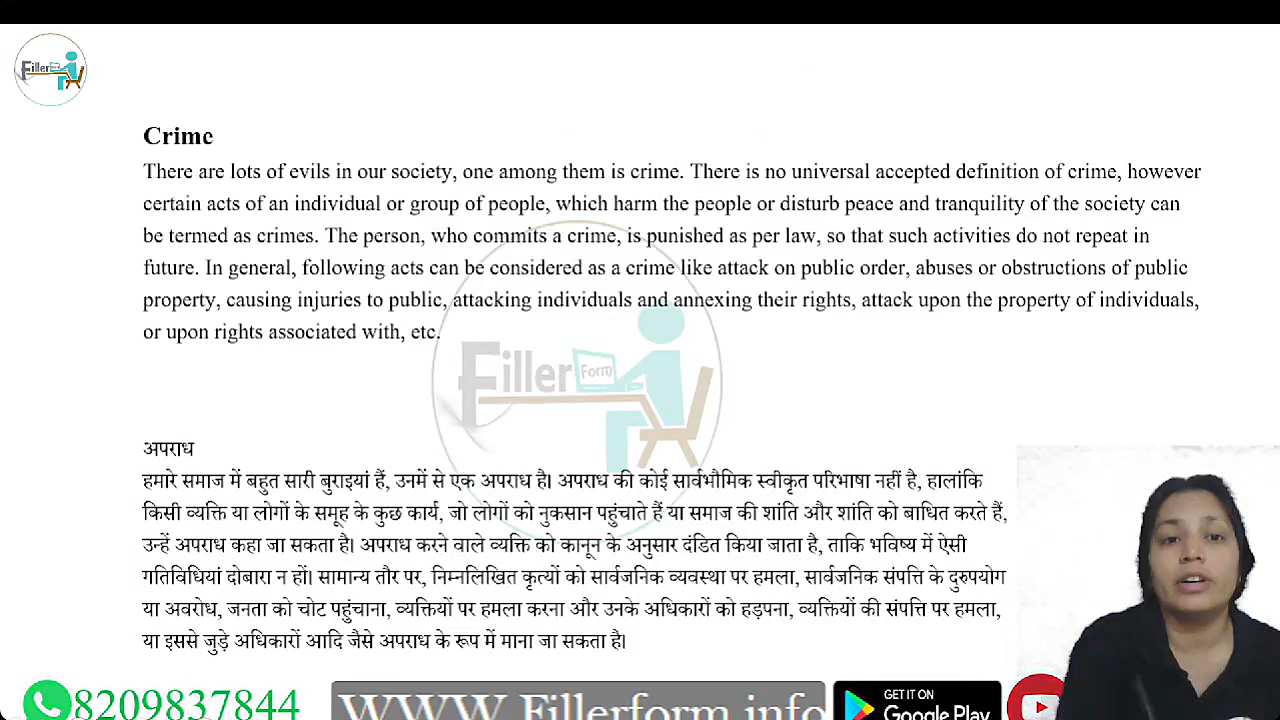 Filler
Crime
There are lots of evils in our society, one among them is crime. There is no universal accepted definition of crime, however
certain acts of an individual or group of people, which harm the people or disturb peace and tranquility of the society can
be termed as crimes. The person, who commits a crime, is punished as per law, so that such activities do not repeat in
future. In general, following acts can be considered as a crime like attack on public order, abuses or obstructions of public
property, causing injuries to public, attacking individuals and annexing their rights, attack upon the property of individuals,
or upon rights associated with, etc.
Filler Form
अपराध
हमारे समाज में बहुत सारी बुराइयां हैं, उनमें से एक अपराध है। अपराध की कोई सार्वभौमिक स्वीकृत परिभाषा नहीं है, हालांकि
किसी व्यक्ति या लोगों के समूह के कुछ कार्य, जो लोगों को नुकसान पहुंचाते हैं या समाज की शांति और शांति को बाधित करते हैं,
उन्हें अपराध कहा जा सकता है। अपराध करने वाले व्यक्ति को कानून के अनुसार दंडित किया जाता है, ताकि भविष्य में ऐसी
गतिविधियां दोबारा न हों। सामान्य तौर पर, निम्नलिखित कृत्यों को सार्वजनिक व्यवस्था पर हमला, सार्वजनिक संपत्ति के दुरुपयोग
या अवरोध, जनता को चोट पहुंचाना, व्यक्तियों पर हमला करना और उनके अधिकारों को हड़पना, व्यक्तियों की संपत्ति पर हमला,
या इससे जुड़े अधिकारों आदि जैसे अपराध के रूप में माना जा सकता है।
8209837844
WWW.Fillerform.info
GET IT ON
Google Play